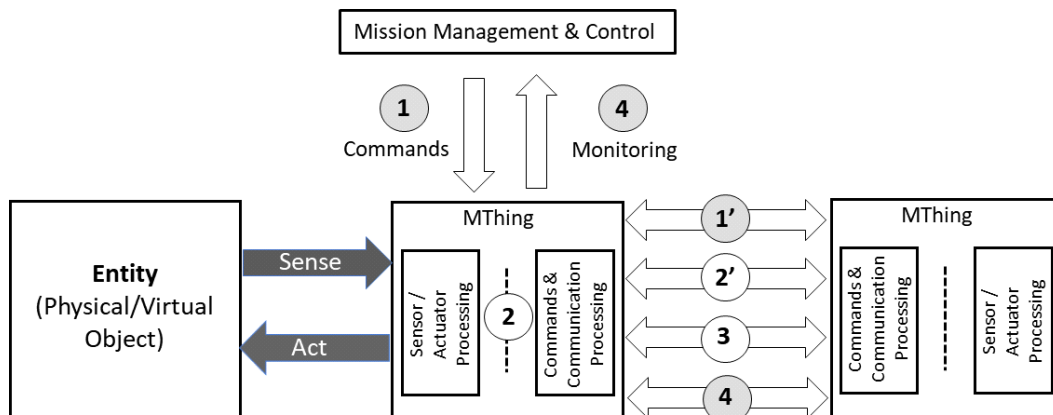 Mission Management & Control
1
Commands
4
Monitoring
Entity
(Physical/Virtual
Object)
Sense
Act
MThing
Sensor /
Actuator
Processing
2
Commands &
Communication
Processing
1’
2’
3
4
MThing
Commands &
Communication
Processing
Sensor /
Actuator
Processing